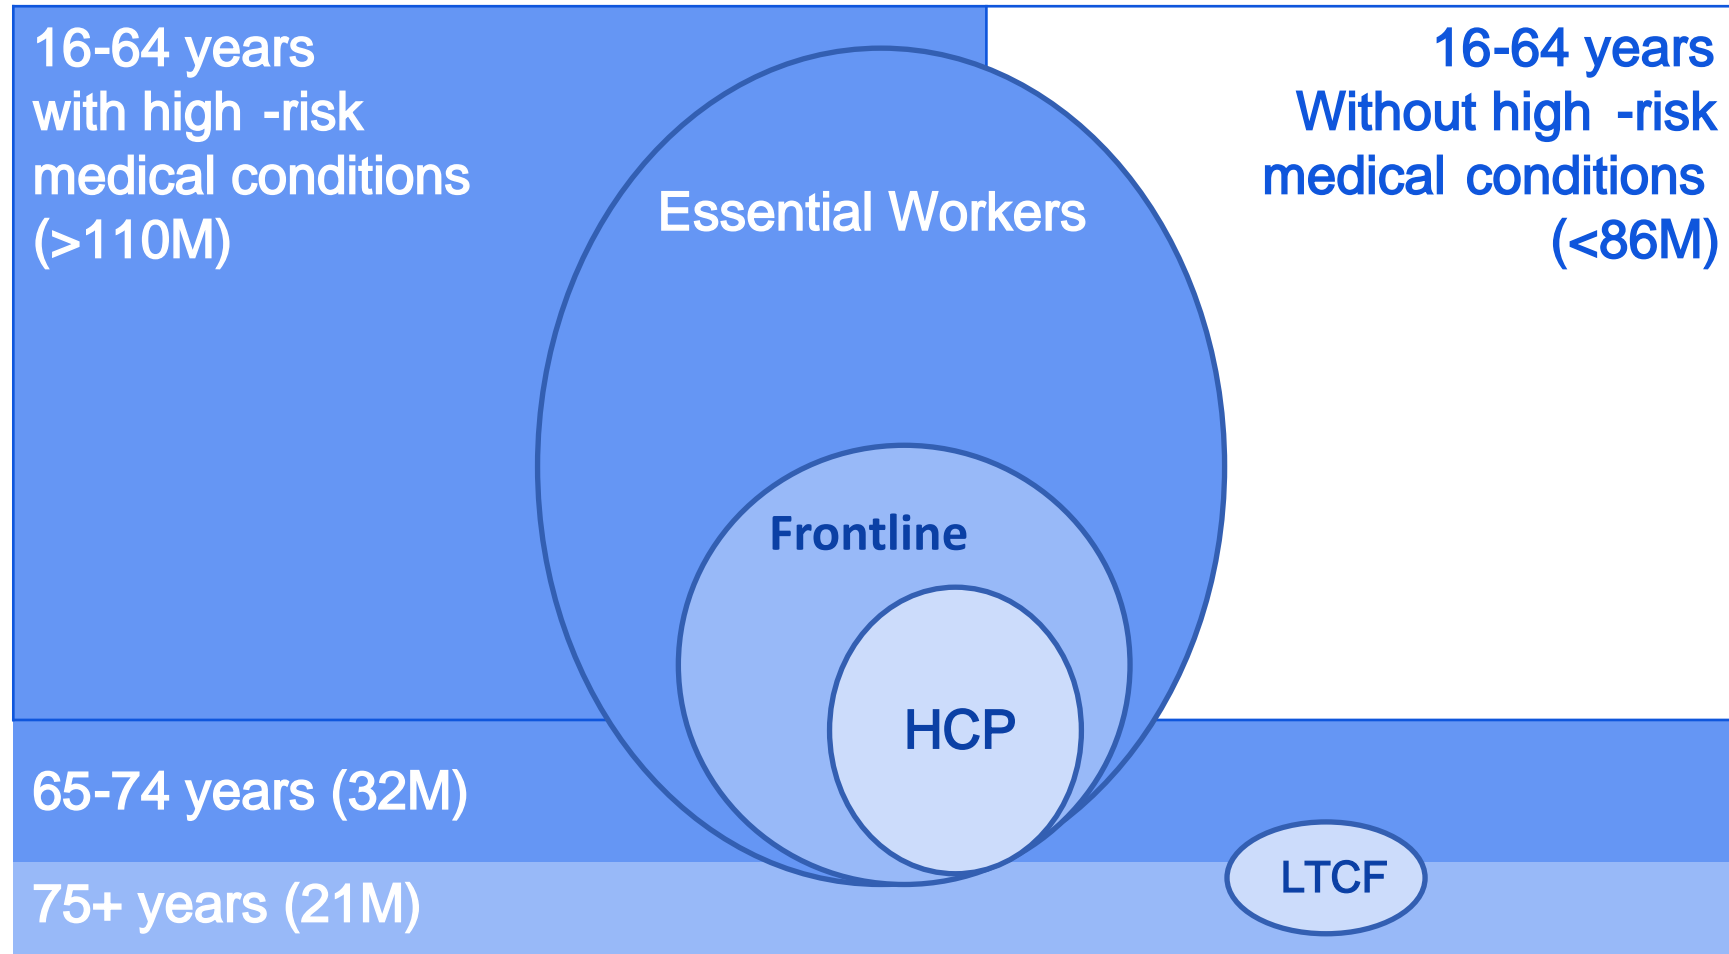 16-64 years
with high -risk
medical conditions
(>110M)
16-64 years
Without high -risk
medical conditions
(<86M)
Essential Workers
Frontline
HCP
65-74 years (32M)
LTCF
75+ years (21M)